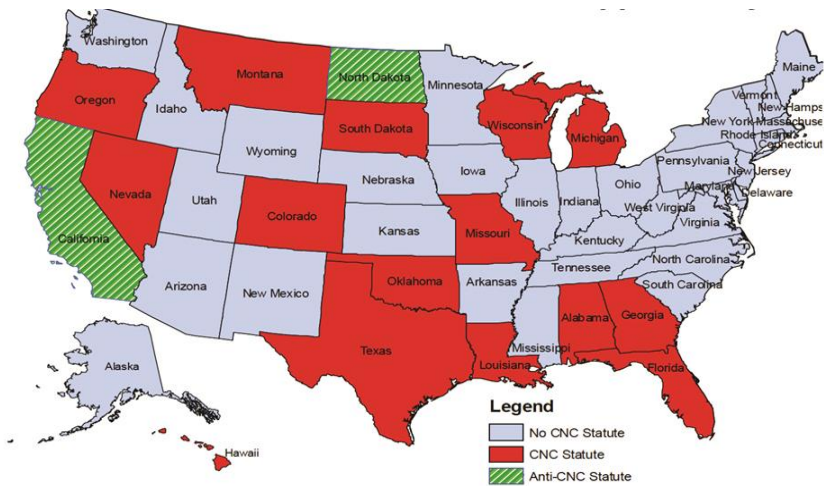 Washington
Montana
North Dakota
Minnesota
Maine
Oregon
Idaho
Vermont
New Hamps
South Dakota
Wisconsin
Michigan
New York
Massachuse
Rhode Island
Connecticut
Wyoming
Nebraska
Iowa
Pennsylvania
New Jersey
Nevada
Utah
Colorado
Illinois
Indiana
Ohio
Maryland
Delaware
West Virginia
Virginia
California
Kansas
Missouri
Kentucky
Arizona
New Mexico
Oklahoma
Arkansas
Tennessee
North Carolina
South Carolina
Texas
Louisiana
Mississippi
Alabama
Georgia
Florida
Alaska
Hawaii
Legend
No CNC Statute
CNC Statute
Anti-CNC Statute